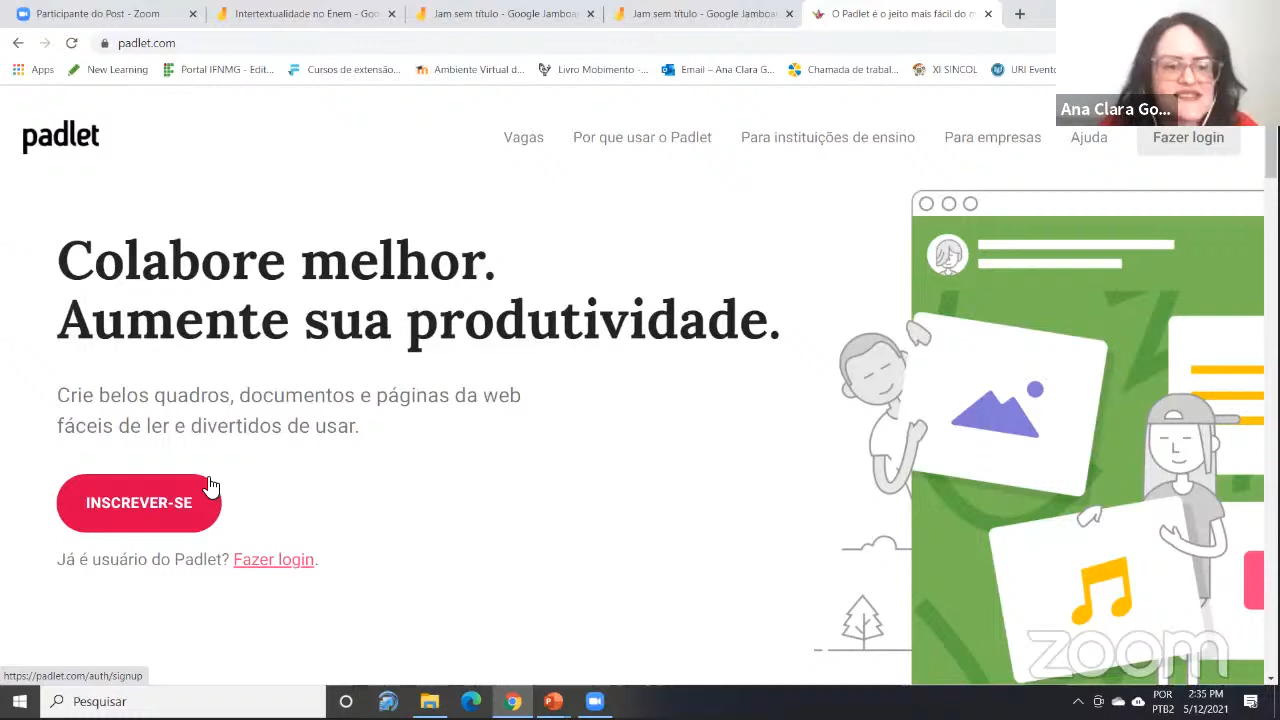 Participação - Zoom
Intertextualidade no Enem - Goo
Jam sem título - Google Jamboa
Jam sem título - Google Jamboa
O Padlet é o jeito mais fácil do m
padlet.com
Apps
New Learning
Portal IFNMG - Edit...
Cursos de extensão...
Ambiente Virtual d...
Livro Mobimento -...
Email – Ana Clara G...
Chamada de trabal...
XI SINCOL
URI Evento
Ana Clara Go...
padlet
Vagas
Por que usar o Padlet
Para instituições de ensino
Para empresas
Ajuda
Fazer login
Colabore melhor.
Aumente sua produtividade.
Crie belos quadros, documentos e páginas da web
fáceis de ler e divertidos de usar.
INSCREVER-SE
Já é usuário do Padlet? Fazer login.
zoom
https://padlet.com/auth/signup
Pesquisar
POR
PTB2
2:35 PM
5/12/2021